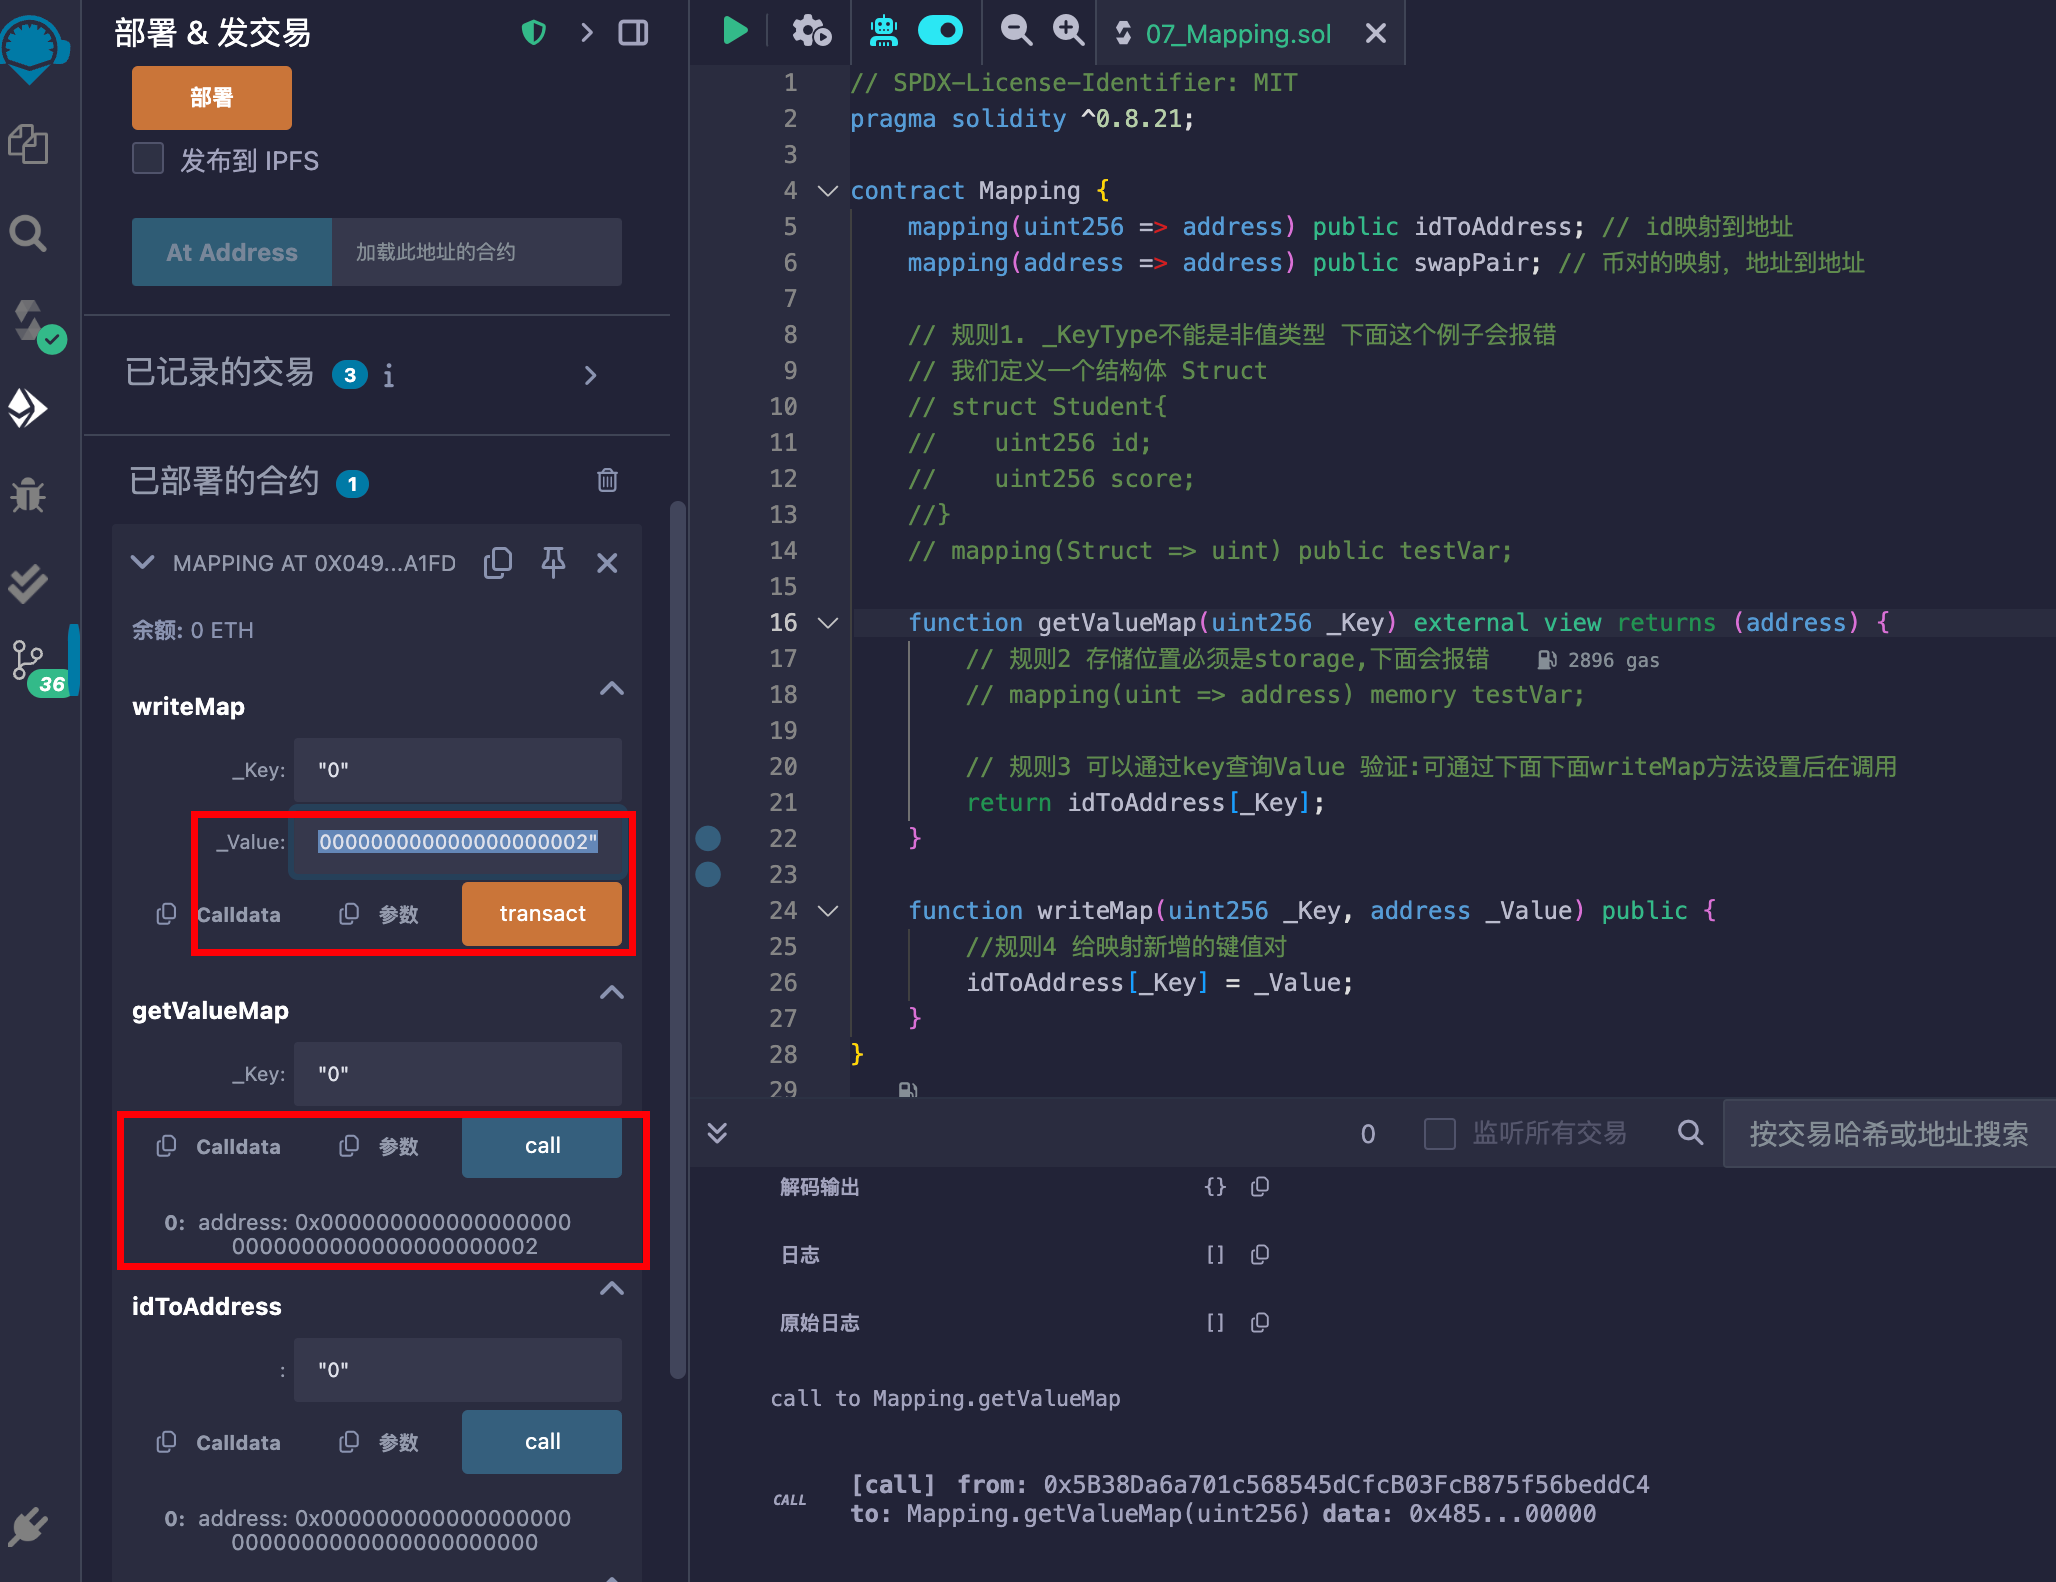 部署 & 发交易
部署
发布到 IPFS
At Address 加载此地址的合约
已记录的交易 3 i
已部署的合约 1
MAPPING AT 0X049...A1FD
余额: 0 ETH
36
writeMap
_Key: "0"
_Value: 000000000000000000002"
Calldata 参数 transact
getValueMap
_Key: "0"
Calldata 参数 call
0: address: 0x000000000000000000
0000000000000000000002
idToAddress
: "0"
Calldata 参数 call
0: address: 0x000000000000000000
0000000000000000000000
07_Mapping.sol
1 // SPDX-License-Identifier: MIT
2 pragma solidity ^0.8.21;
3
4 contract Mapping {
5 mapping(uint256 => address) public idToAddress; // id映射到地址
6 mapping(address => address) public swapPair; // 币对的映射，地址到地址
7
8 // 规则1. _KeyType不能是非值类型 下面这个例子会报错
9 // 我们定义一个结构体 Struct
10 // struct Student{
11 // uint256 id;
12 // uint256 score;
13 //}
14 // mapping(Struct => uint) public testVar;
15
16 function getValueMap(uint256 _Key) external view returns (address) {
17 // 规则2 存储位置必须是storage,下面会报错 2896 gas
18 // mapping(uint => address) memory testVar;
19
20 // 规则3 可以通过key查询Value 验证:可通过下面下面writeMap方法设置后在调用
21 return idToAddress[_Key];
22 }
23
24 function writeMap(uint256 _Key, address _Value) public {
25 //规则4 给映射新增的键值对
26 idToAddress[_Key] = _Value;
27 }
28 }
29
0 监听所有交易 按交易哈希或地址搜索
解码输出 {}
日志 []
原始日志 []
call to Mapping.getValueMap
CALL [call] from: 0x5B38Da6a701c568545dCfcB03FcB875f56beddC4
to: Mapping.getValueMap(uint256) data: 0x485...00000